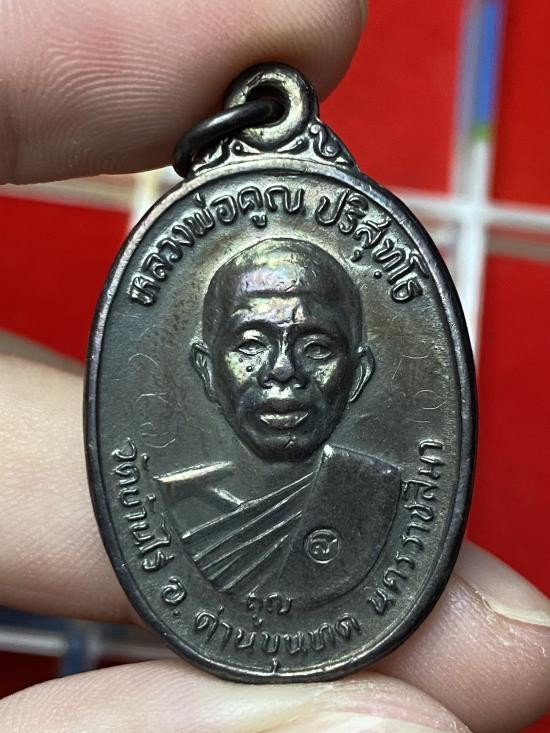 หลวงพ่อคูณ ปริสุทฺโธ
คูณ
วัดบ้านไร่ อ. ด่านขุนทด นครราชสีมา